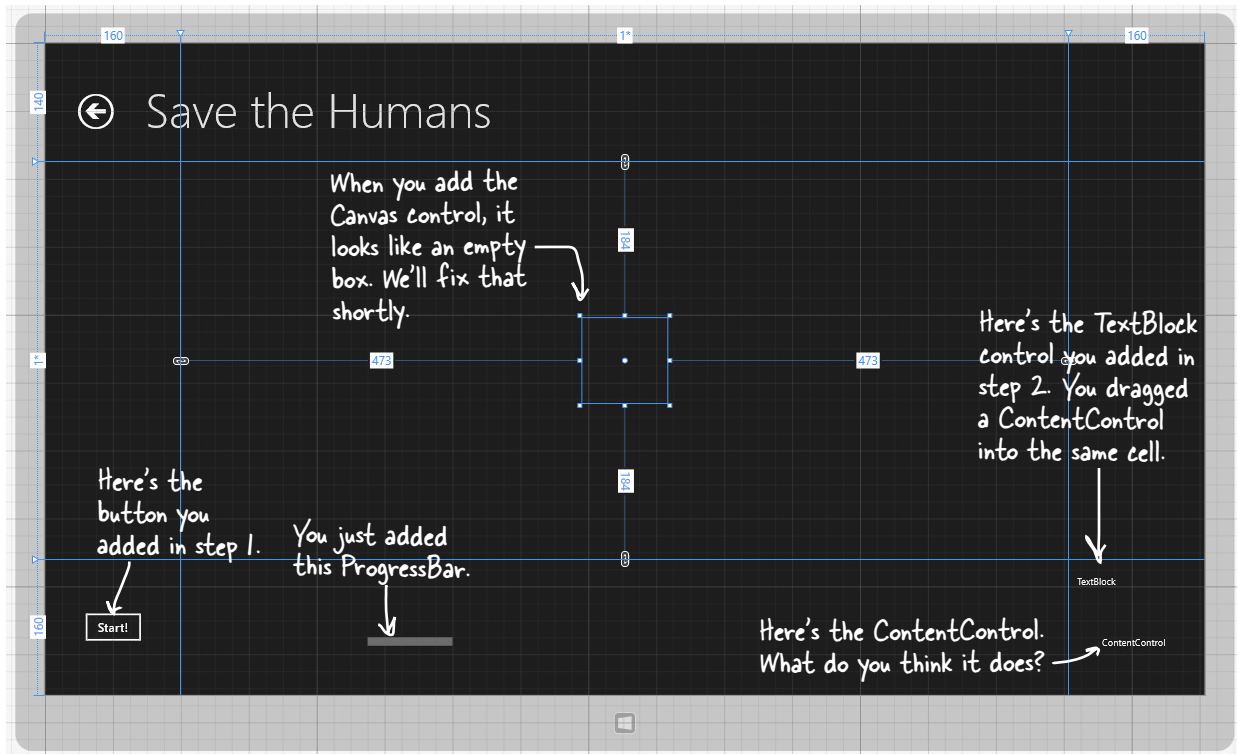 160
1*
160
140
Save the Humans
When you add the
Canvas control, it
looks like an empty
box. We'll fix that
shortly.
184
1*
473
473
Here's the TextBlock
control you added in
step 2. You dragged
a ContentControl
into the same cell.
184
Here's the
button you
added in step 1.
You just added
this ProgressBar.
TextBlock
160
Start!
Here's the ContentControl.
What do you think it does?
ContentControl